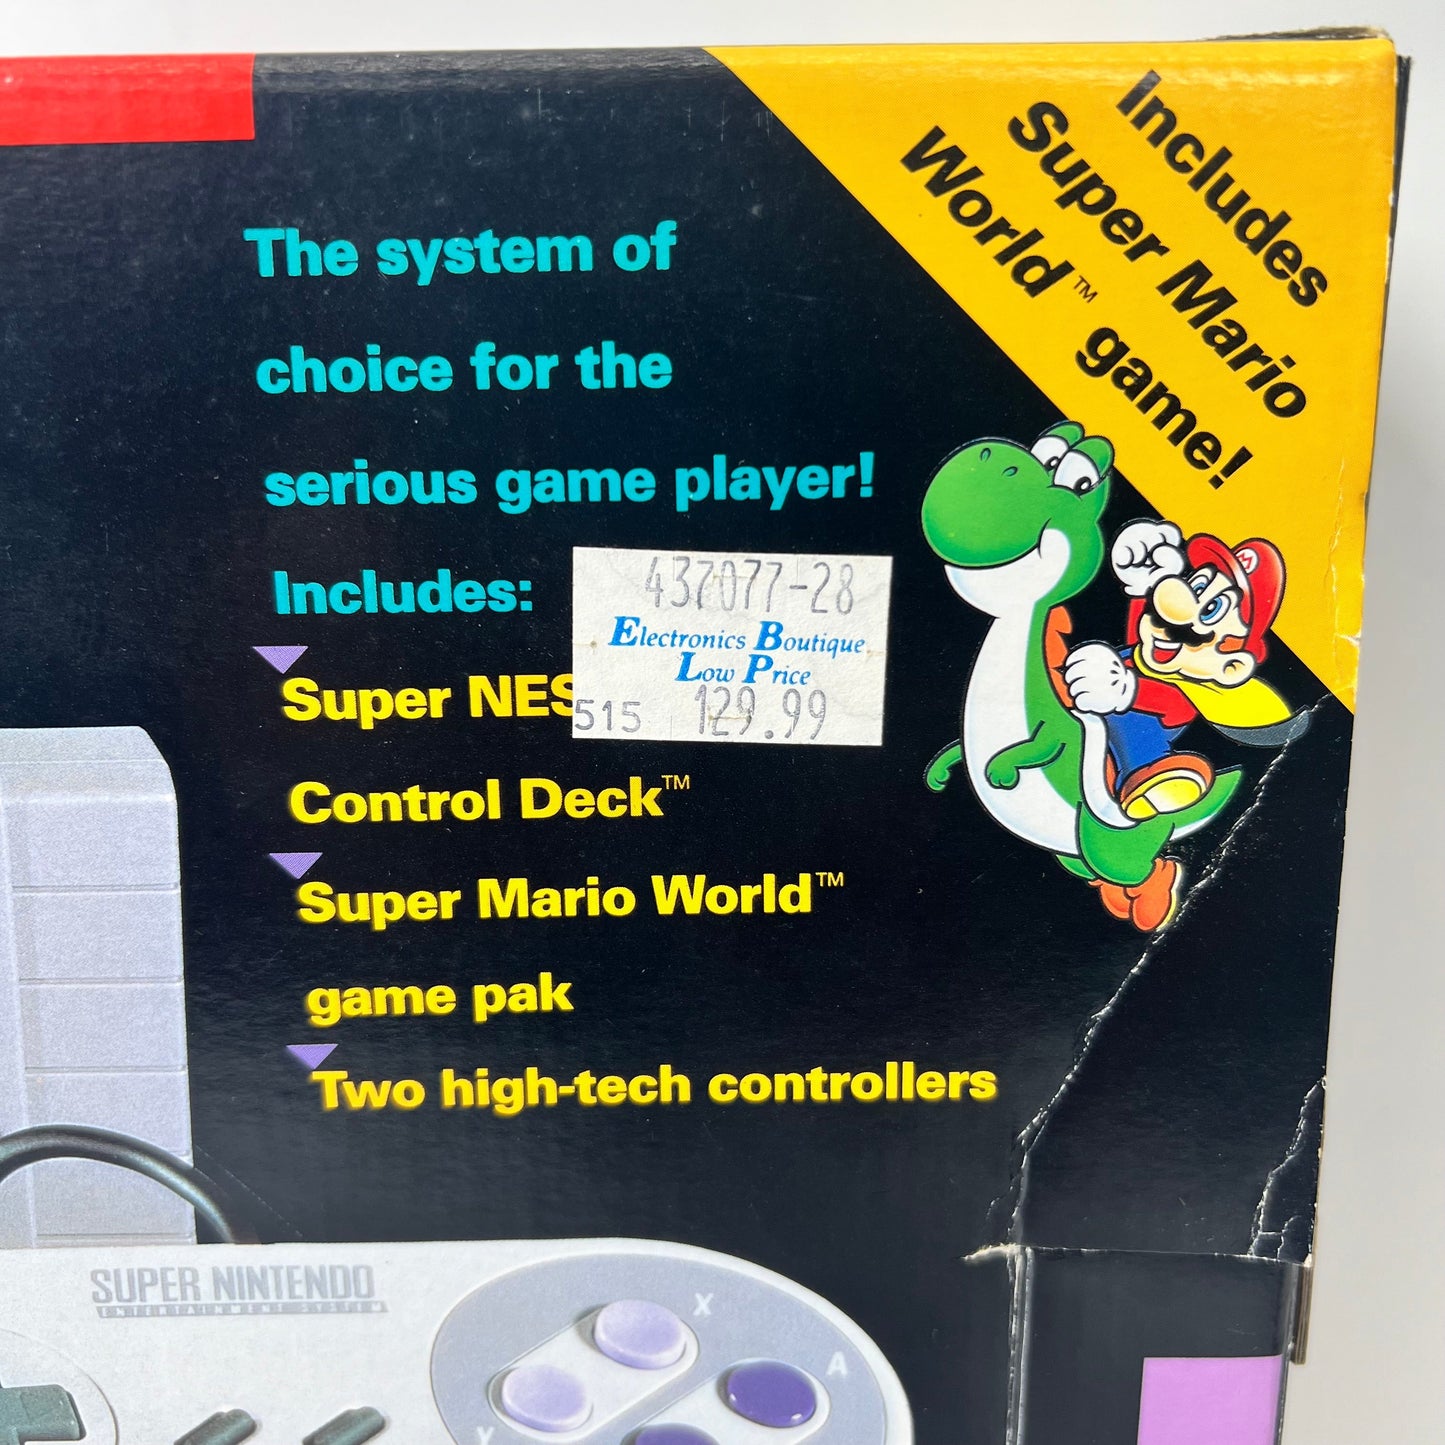 Includes
Super Mario
World™ game!
The system of
choice for the
serious game player!
Includes:
437077-28
Electronics Boutique
Low Price
515 129.99
Super NES
Control Deck™
Super Mario World™
game pak
Two high-tech controllers
SUPER NINTENDO
ENTERTAINMENT SYSTEM
X
A
Y
M